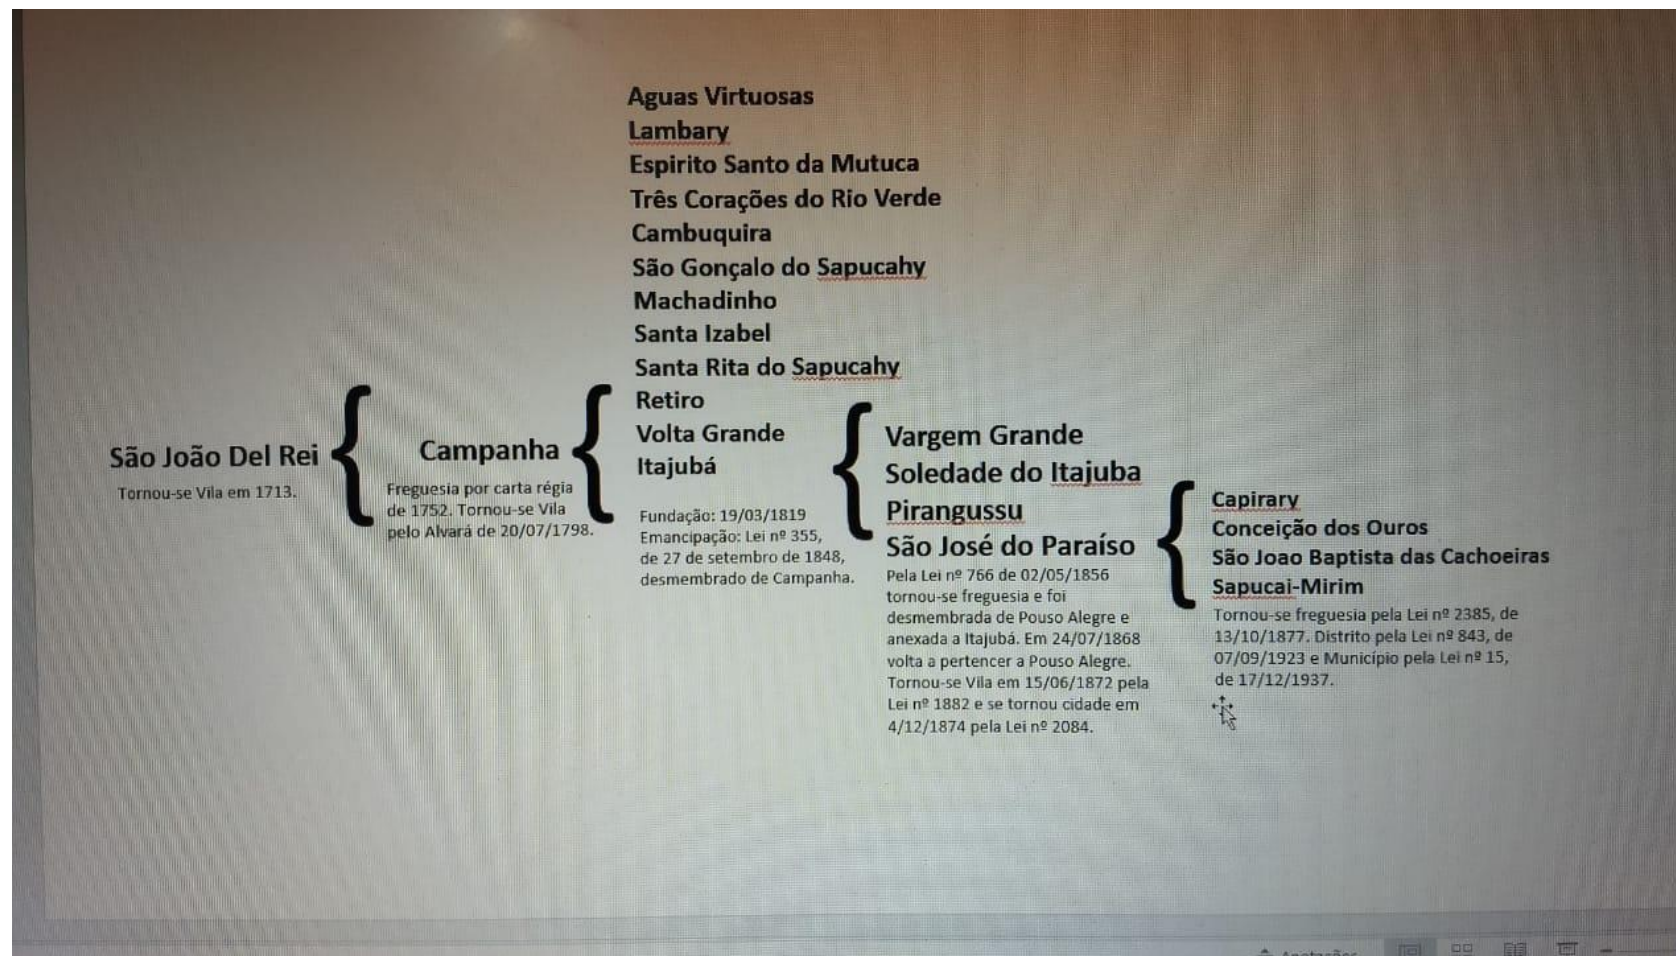 São João Del Rei
Tornou-se Vila em 1713.
Campanha
Freguesia por carta régia
de 1752. Tornou-se Vila
pelo Alvará de 20/07/1798.
Aguas Virtuosas
Lambary
Espirito Santo da Mutuca
Três Corações do Rio Verde
Cambuquira
São Gonçalo do Sapucahy
Machadinho
Santa Izabel
Santa Rita do Sapucahy
Retiro
Volta Grande
Itajubá
Fundação: 19/03/1819
Emancipação: Lei nº 355,
de 27 de setembro de 1848,
desmembrado de Campanha.
Vargem Grande
Soledade do Itajuba
Pirangussu
São José do Paraíso
Pela Lei nº 766 de 02/05/1856
tornou-se freguesia e foi
desmembrada de Pouso Alegre e
anexada a Itajubá. Em 24/07/1868
volta a pertencer a Pouso Alegre.
Tornou-se Vila em 15/06/1872 pela
Lei nº 1882 e se tornou cidade em
4/12/1874 pela Lei nº 2084.
Capirary
Conceição dos Ouros
São Joao Baptista das Cachoeiras
Sapucai-Mirim
Tornou-se freguesia pela Lei nº 2385, de
13/10/1877. Distrito pela Lei nº 843, de
07/09/1923 e Município pela Lei nº 15,
de 17/12/1937.